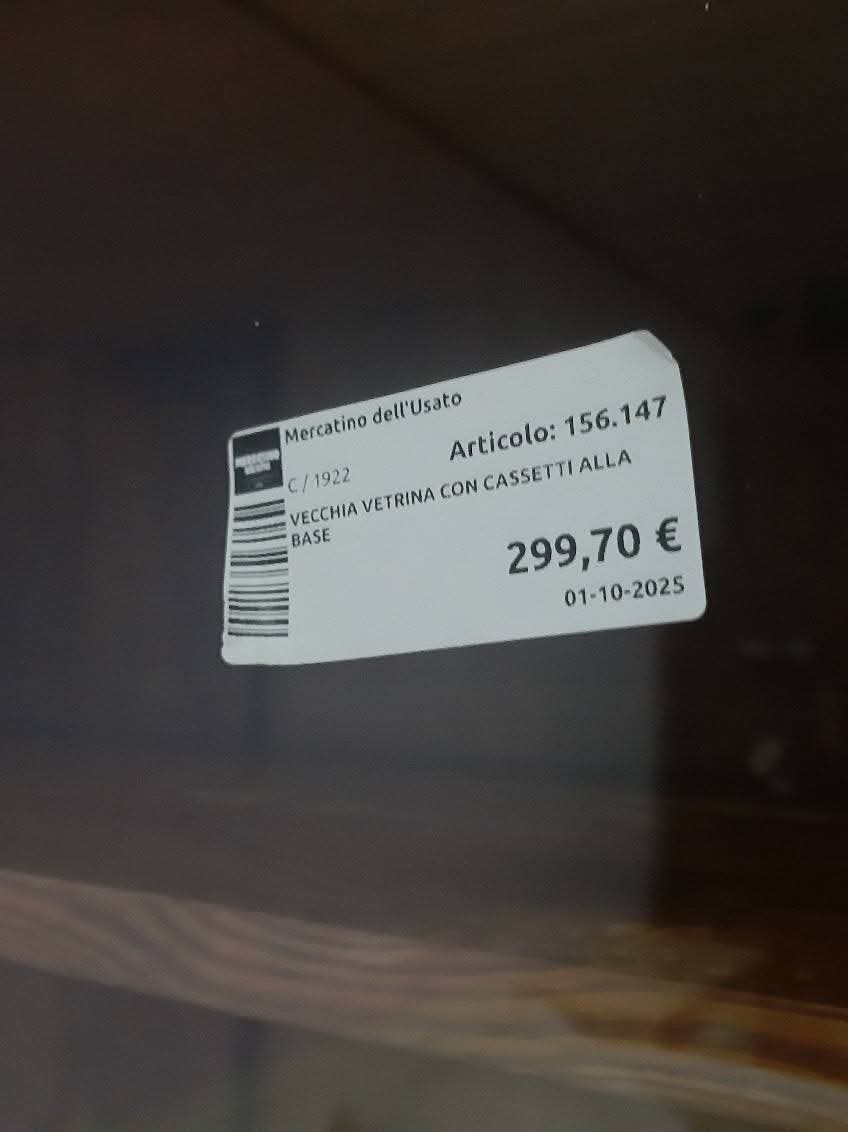 Mercatino dell'Usato
Articolo: 156.147
C / 1922
VECCHIA VETRINA CON CASSETTI ALLA
BASE
299,70 €
01-10-2025